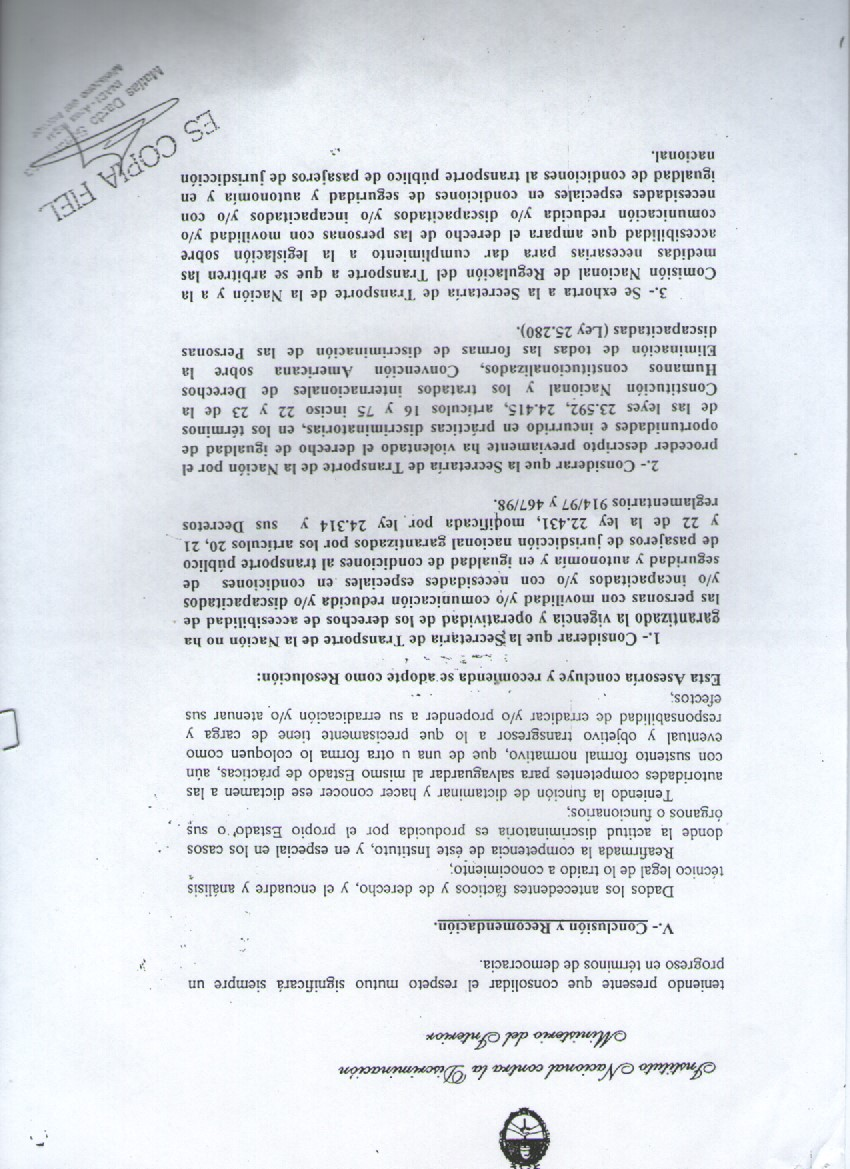 Instituto Nacional contra la Discriminación
Ministerio del Interior
teniendo presente que consolidar el respeto mutuo significará siempre un
progreso en términos de democracia.
V.- Conclusión y Recomendación.
Dados los antecedentes fácticos y de derecho, y el encuadre y análisis
técnico legal de lo traido a conocimiento;
Reafirmada la competencia de éste Instituto, y en especial en los casos
donde la actitud discriminatoria es producida por el propio Estado o sus
órganos o funcionarios;
Teniendo la función de dictaminar y hacer conocer ese dictamen a las
autoridades competentes para salvaguardar al mismo Estado de prácticas, aún
con sustento formal normativo, que de una u otra forma lo coloquen como
eventual y objetivo transgresor a lo que precisamente tiene de carga y
responsabilidad de erradicar y/o propender a su erradicación y/o atenuar sus
efectos;
Esta Asesoría concluye y recomienda se adopte como Resolución:
1.- Considerar que la Secretaría de Transporte de la Nación no ha
garantizado la vigencia y operatividad de los derechos de accesibilidad de
las personas con movilidad y/o comunicación reducida y/o discapacitados
y/o incapacitados y/o con necesidades especiales en condiciones de
seguridad y autonomía y en igualdad de condiciones al transporte público
de pasajeros de jurisdicción nacional garantizados por los artículos 20, 21
y 22 de la ley 22.431, modificada por ley 24.314 y sus Decretos
reglamentarios 914/97 y 467/98.
2.- Considerar que la Secretaría de Transporte de la Nación por el
proceder descripto previamente ha violentado el derecho de igualdad de
oportunidades e incurrido en prácticas discriminatorias, en los términos
de las leyes 23.592, 24.415, artículos 16 y 75 inciso 22 y 23 de la
Constitución Nacional y los tratados internacionales de Derechos
Humanos constitucionalizados, Convención Americana sobre la
Eliminación de todas las formas de discriminación de las Personas
discapacitadas (Ley 25.280).
3.- Se exhorta a la Secretaría de Transporte de la Nación y a la
Comisión Nacional de Regulación del Transporte a que se arbitren las
medidas necesarias para dar cumplimiento a la legislación sobre
accesibilidad que ampara el derecho de las personas con movilidad y/o
comunicación reducida y/o discapacitados y/o incapacitados y/o con
necesidades especiales en condiciones de seguridad y autonomía y en
igualdad de condiciones al transporte público de pasajeros de jurisdicción
nacional.
ES COPIA FIEL
Matías Darío